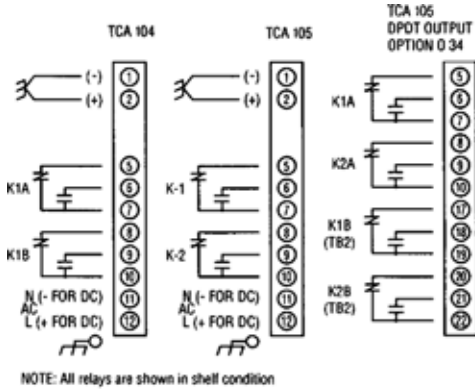 TCA 104
(-) 1
(+) 2
K1A
5
6
7
K1B
8
9
10
N (- FOR DC) 11
AC
L (+ FOR DC) 12
TCA 105
(-) 1
(+) 2
K-1
5
6
7
K-2
8
9
10
N (- FOR DC) 11
AC
L (+ FOR DC) 12
TCA 105
DPDT OUTPUT
OPTION O 34
K1A
5
6
7
K2A
8
9
10
K1B
(TB2)
17
18
19
K2B
(TB2)
20
21
22
NOTE: All relays are shown in shelf condition